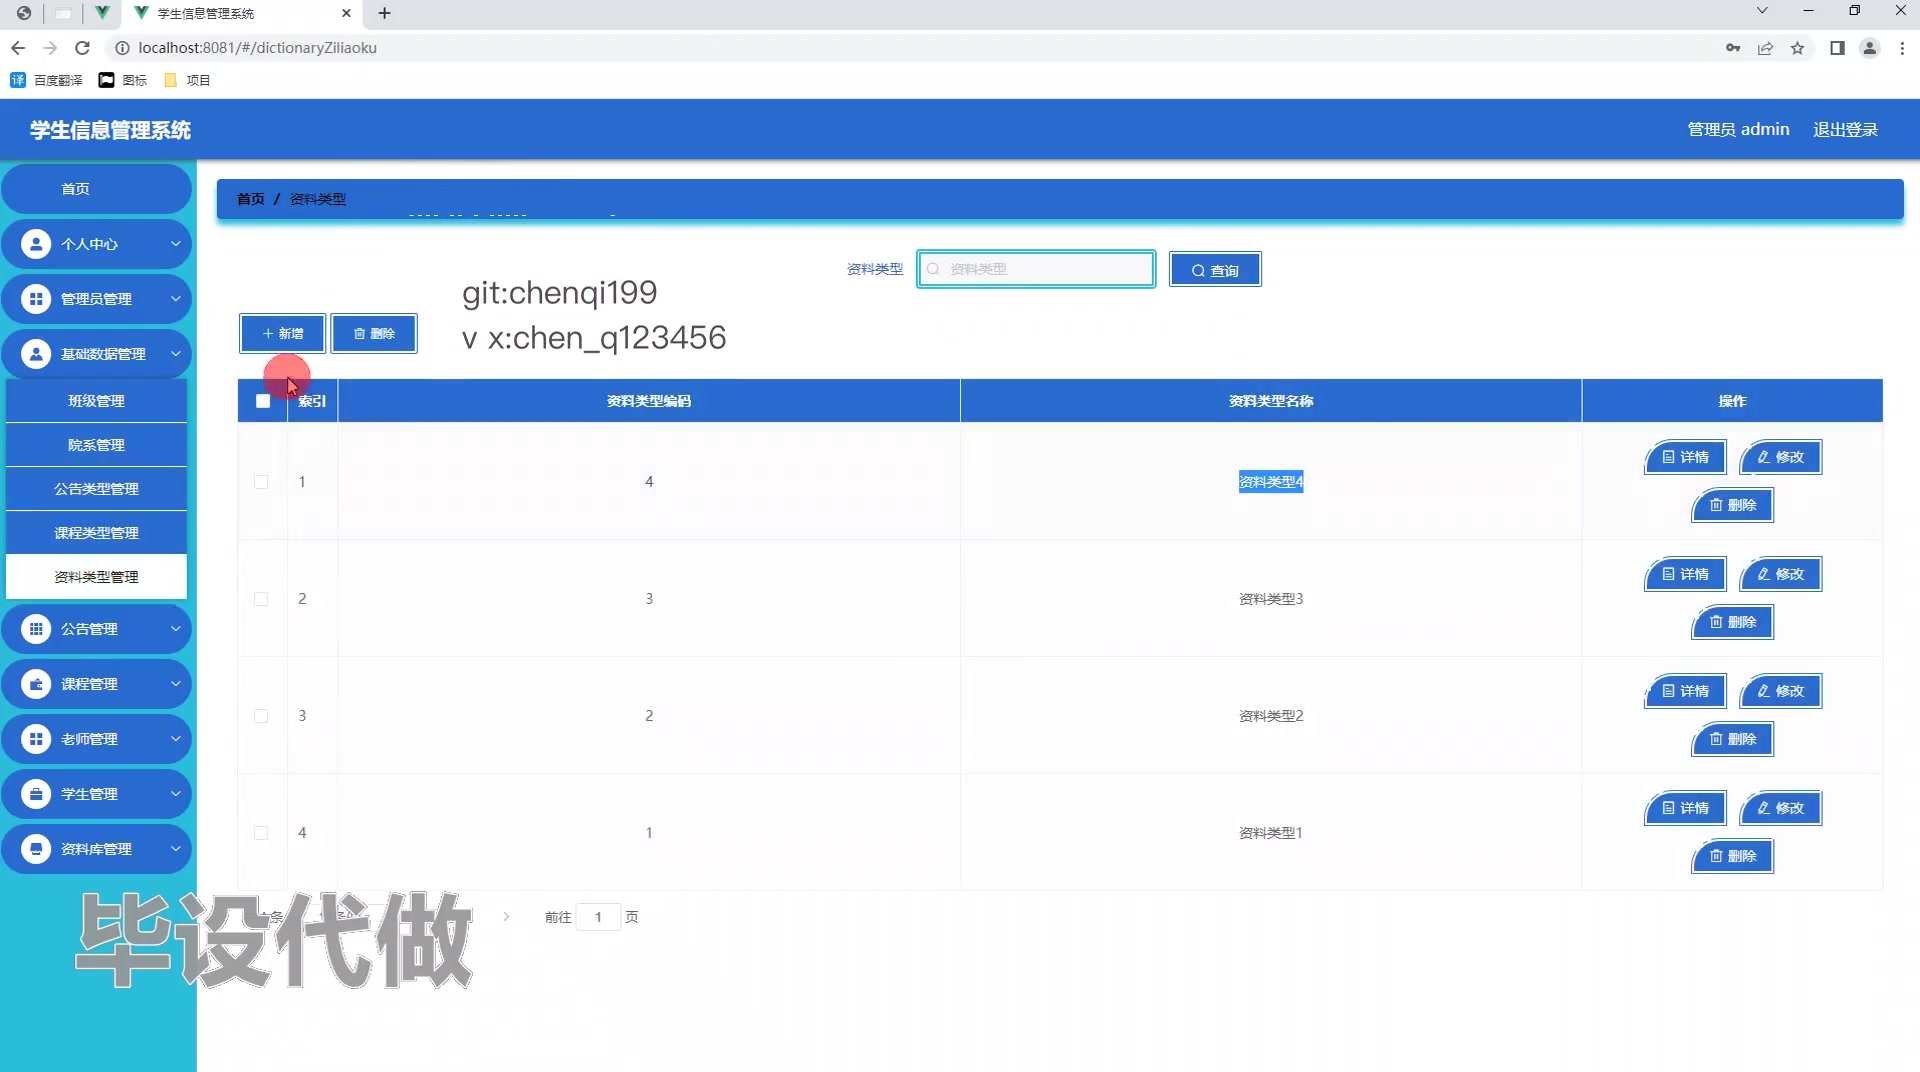 学生信息管理系统
localhost:8081/#/dictionaryZiliaoku
百度翻译 图标 项目
学生信息管理系统
管理员 admin 退出登录
首页
个人中心
管理员管理
基础数据管理
班级管理
院系管理
公告类型管理
课程类型管理
资料类型管理
公告管理
课程管理
老师管理
学生管理
资料库管理
首页 / 资料类型
资料类型 资料类型 查询
git:chenqi199
v x:chen_q123456
新增 删除
索引 资料类型编码 资料类型名称 操作
1 4 资料类型4 详情 修改
删除
2 3 资料类型3 详情 修改
删除
3 2 资料类型2 详情 修改
删除
4 1 资料类型1 详情 修改
删除
前往 1 页
毕设代做